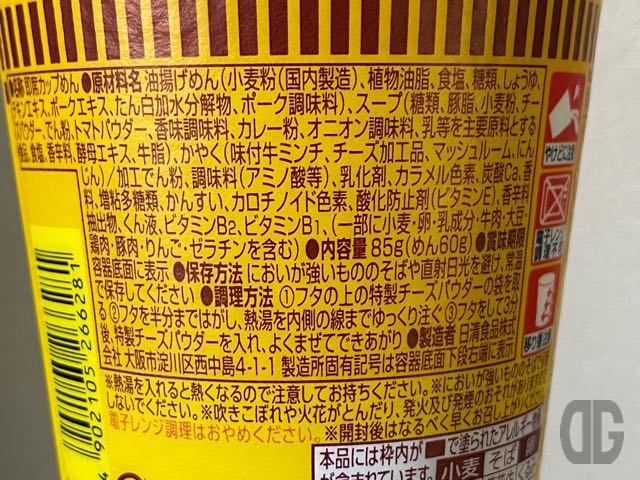 ●名称 即席カップめん ●原材料名 油揚げめん(小麦粉(国内製造)、植物油脂、食塩、糖類、しょうゆ、
チキンエキス、ポークエキス、たん白加水分解物、ポーク調味料)、スープ(糖類、豚脂、小麦粉、チー
ズパウダー、でん粉、トマトパウダー、香味調味料、カレー粉、オニオン調味料、乳等を主要原料とする
食品、食塩、香辛料、酵母エキス、牛脂)、かやく(味付牛ミンチ、チーズ加工品、マッシュルーム、にん
じん)/加工でん粉、調味料(アミノ酸等)、乳化剤、カラメル色素、炭酸Ca、香
料、増粘多糖類、かんすい、カロチノイド色素、酸化防止剤(ビタミンE)、香辛料
抽出物、くん液、ビタミンB2、ビタミンB1、(一部に小麦・卵・乳成分・牛肉・大豆・
鶏肉・豚肉・りんご・ゼラチンを含む) ●内容量 85g(めん60g) ●賞味期限
容器底面に表示 ●保存方法 においが強いもののそばや直射日光を避け、常温
で保存してください ●調理方法 ①フタの上の特製チーズパウダーの袋を取
る ②フタを半分まではがし、熱湯を内側の線までゆっくり注ぐ ③フタをして3分
後、特製チーズパウダーを入れ、よくまぜてできあがり ●製造者 日清食品株式
会社 大阪市淀川区西中島4-1-1 製造所固有記号は容器底面下段右端に表示
※熱湯を入れると熱くなるので注意してお持ちください。※においが強いもののそばで
しないでください。※吹きこぼれや火花がとんだり、発火及び発煙のおそれがありますので
電子レンジ調理はおやめください。※開封後はなるべく早くお召し上がりください。
本品には枠内が で塗られたアレルギー物質
が含まれています。 小麦 そば 卵
やけどに注意
移り香注意
4 902105 266281
DG